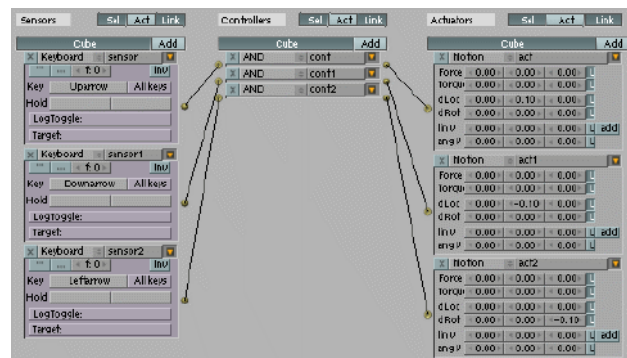 Sensors Sel Act Link
Cube Add
X Keyboard sensor
f:0 Inv
Key Uparrow All keys
Hold
LogToggle:
Target:
X Keyboard sensor1
f:0 Inv
Key Downarrow All keys
Hold
LogToggle:
Target:
X Keyboard sensor2
f:0 Inv
Key Leftarrow All keys
Hold
LogToggle:
Target:
Controllers Sel Act Link
Cube Add
X AND cont
X AND cont1
X AND cont2
Actuators Sel Act Link
Cube Add
X Motion act
Force 0.00 0.00 0.00 L
Torque 0.00 0.00 0.00 L
dLoc 0.00 0.10 0.00 L
dRot 0.00 0.00 0.00 L
linV 0.00 0.00 0.00 L add
angV 0.00 0.00 0.00 L
X Motion act1
Force 0.00 0.00 0.00 L
Torque 0.00 0.00 0.00 L
dLoc 0.00 -0.10 0.00 L
dRot 0.00 0.00 0.00 L
linV 0.00 0.00 0.00 L add
angV 0.00 0.00 0.00 L
X Motion act2
Force 0.00 0.00 0.00 L
Torque 0.00 0.00 0.00 L
dLoc 0.00 0.00 0.00 L
dRot 0.00 0.00 -0.10 L
linV 0.00 0.00 0.00 L add
angV 0.00 0.00 0.00 L